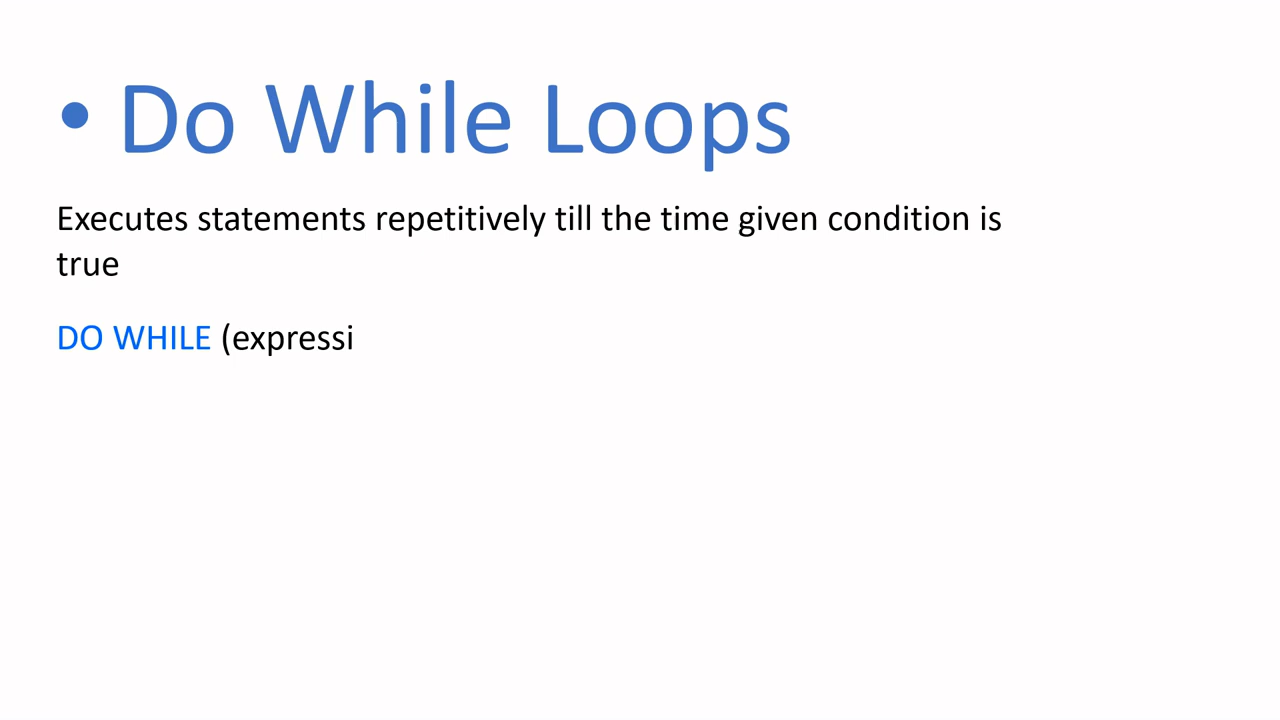 • Do While Loops
Executes statements repetitively till the time given condition is
true
DO WHILE (expressi